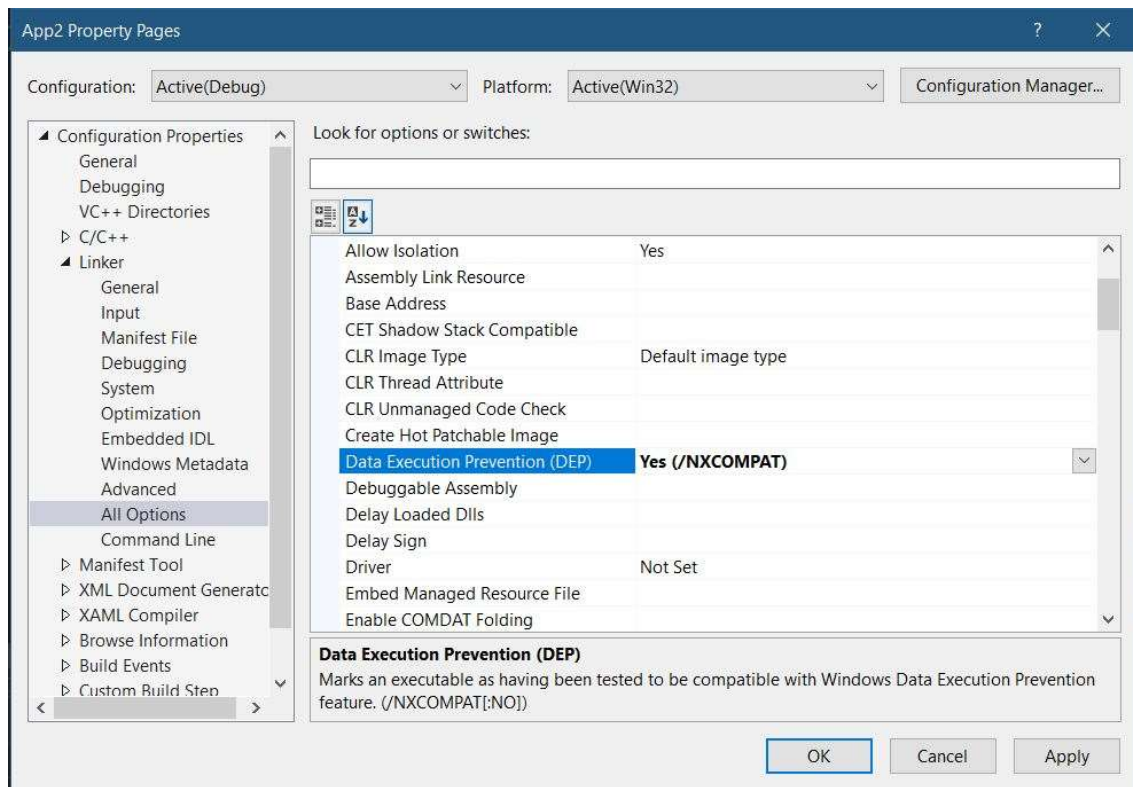 App2 Property Pages
?
Configuration: Active(Debug) Platform: Active(Win32) Configuration Manager...
Configuration Properties
General
Debugging
VC++ Directories
C/C++
Linker
General
Input
Manifest File
Debugging
System
Optimization
Embedded IDL
Windows Metadata
Advanced
All Options
Command Line
Manifest Tool
XML Document Generatc
XAML Compiler
Browse Information
Build Events
Custom Build Step
Look for options or switches:
Allow Isolation Yes
Assembly Link Resource
Base Address
CET Shadow Stack Compatible
CLR Image Type Default image type
CLR Thread Attribute
CLR Unmanaged Code Check
Create Hot Patchable Image
Data Execution Prevention (DEP) Yes (/NXCOMPAT)
Debuggable Assembly
Delay Loaded Dlls
Delay Sign
Driver Not Set
Embed Managed Resource File
Enable COMDAT Folding
Data Execution Prevention (DEP)
Marks an executable as having been tested to be compatible with Windows Data Execution Prevention
feature. (/NXCOMPAT[:NO])
OK Cancel Apply